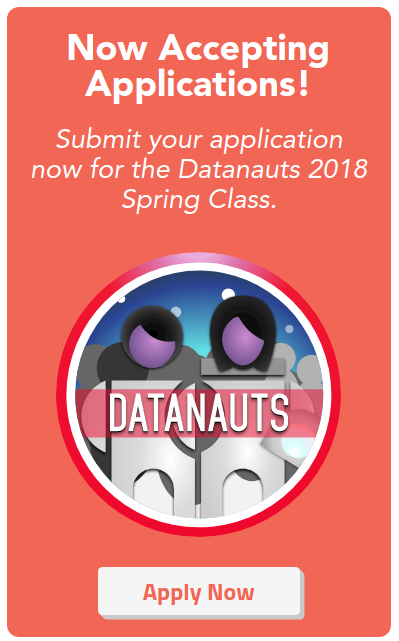 Now Accepting
Applications!
Submit your application
now for the Datanauts 2018
Spring Class.
DATANAUTS
Apply Now